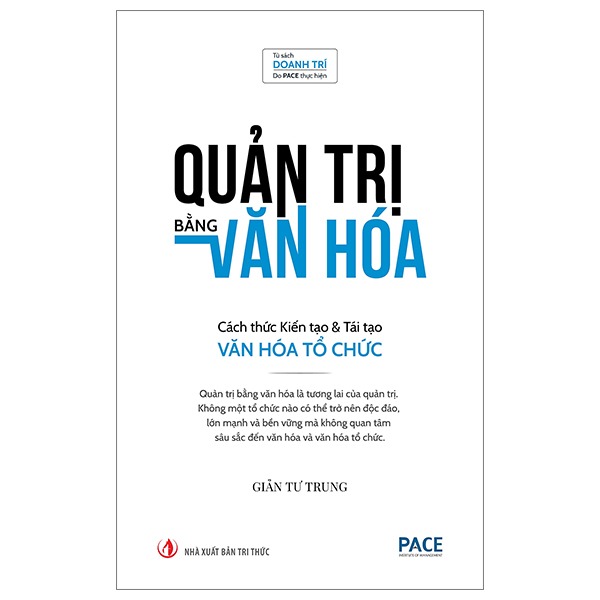 Tủ sách
DOANH TRÍ
Do PACE thực hiện
QUẢN TRỊ
BẰNG
VĂN HÓA
Cách thức Kiến tạo & Tái tạo
VĂN HÓA TỔ CHỨC
Quản trị bằng văn hóa là tương lai của quản trị.
Không một tổ chức nào có thể trở nên độc đáo,
lớn mạnh và bền vững mà không quan tâm
sâu sắc đến văn hóa và văn hóa tổ chức.
GIẢN TƯ TRUNG
NHÀ XUẤT BẢN TRI THỨC
PACE
INSTITUTE OF MANAGEMENT